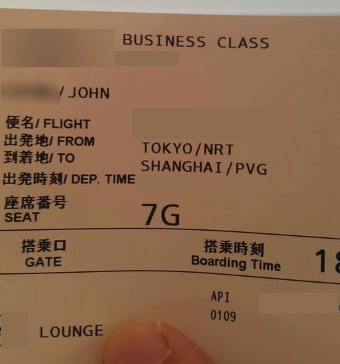 BUSINESS CLASS
/ JOHN
便名/ FLIGHT
出発地/ FROM TOKYO/NRT
到着地/ TO SHANGHAI/PVG
出発時刻/ DEP. TIME
座席番号
SEAT 7G
搭乗口 搭乗時刻
GATE Boarding Time 18
API
0109
LOUNGE